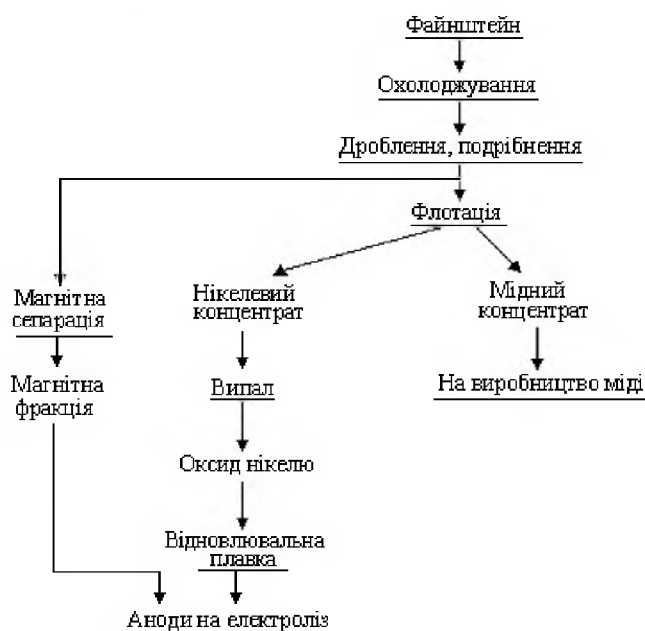 Файнштейн
Охолоджування
Дроблення, подрібнення
Флотація
Магнітна
сепарація
Нікелевий
концентрат
Мідний
концентрат
Магнітна
фракція
Випал
На виробництво міді
Оксид нікелю
Відновлювальна
плавка
Аноди на електроліз